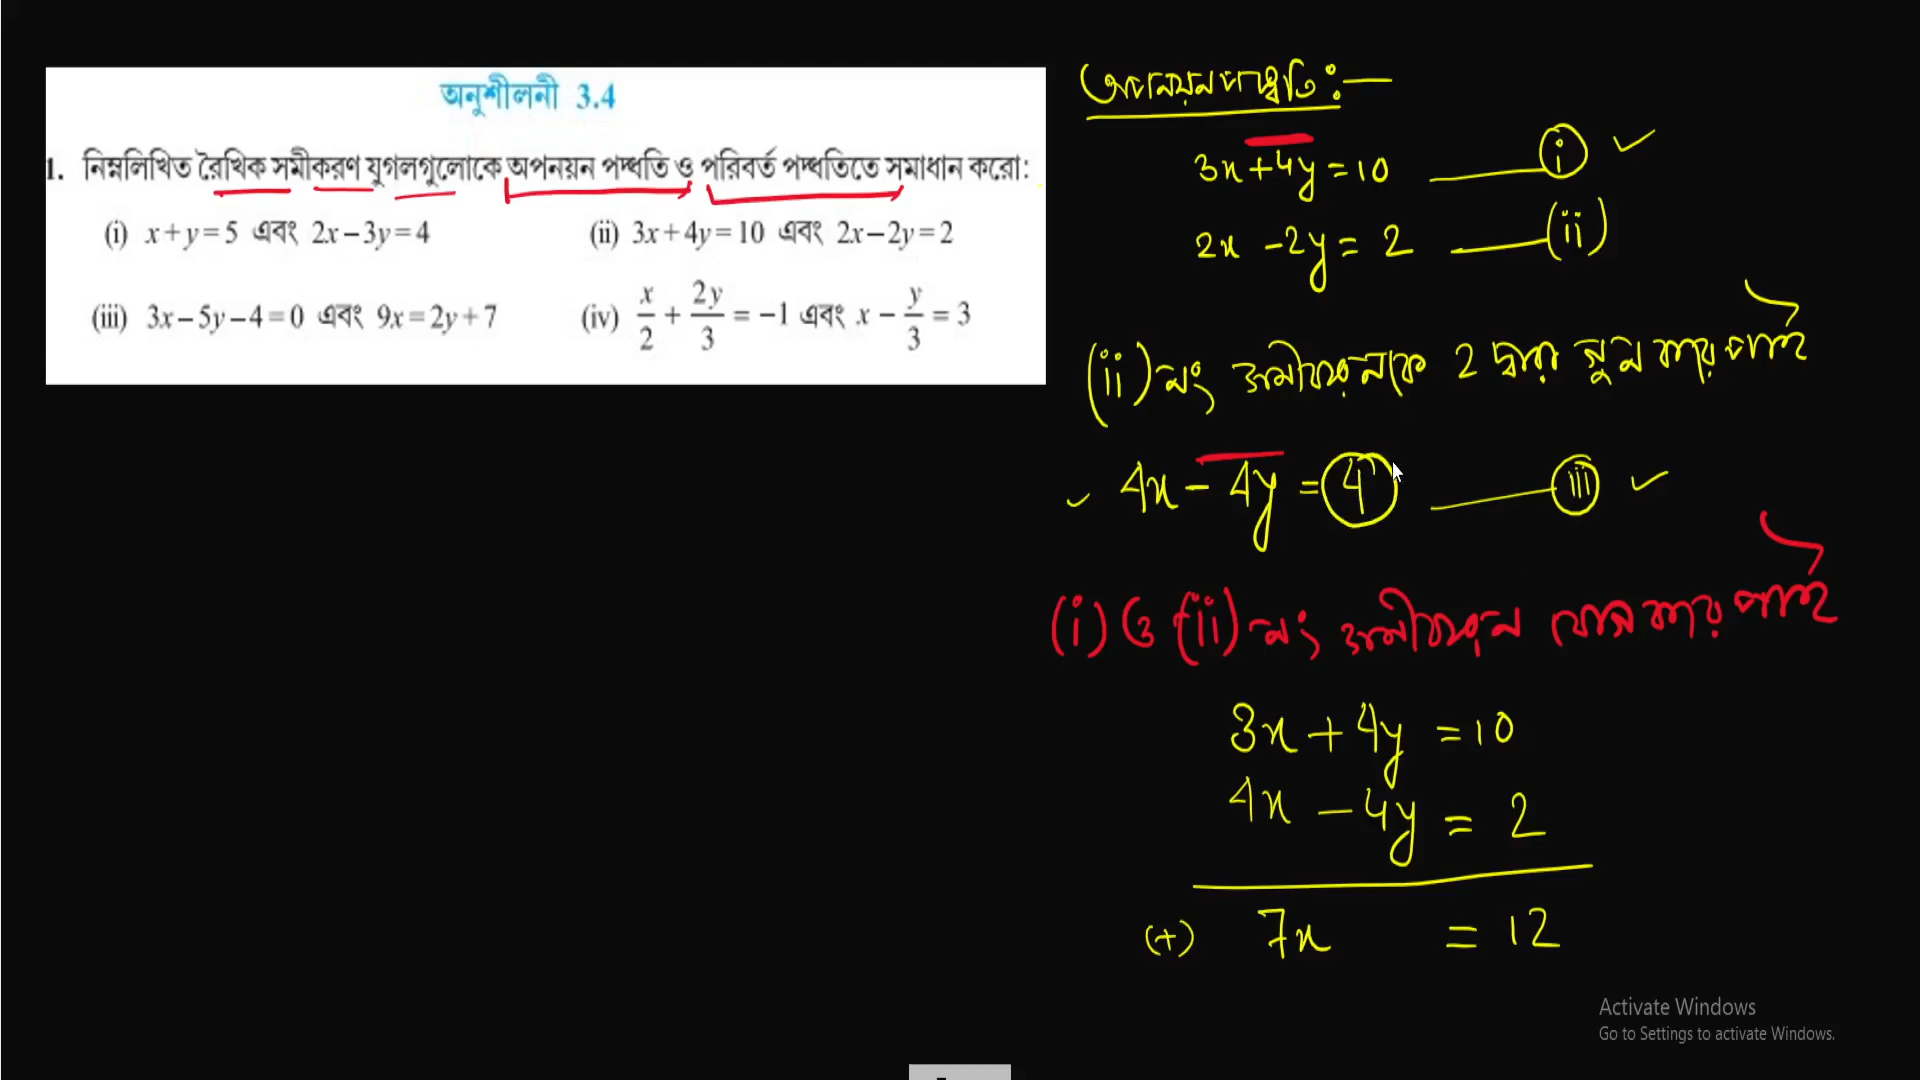 অনুশীলনী 3.4
1. নিম্নলিখিত রৈখিক সমীকরণ যুগলগুলোকে অপনয়ন পদ্ধতি ও পরিবর্ত পদ্ধতিতে সমাধান করো:
(i) x+y=5 এবং 2x−3y=4
(ii) 3x+4y=10 এবং 2x−2y=2
(iii) 3x−5y−4=0 এবং 9x=2y+7
(iv) x/2 + 2y/3 = −1 এবং x − y/3 = 3
অপনয়ন পদ্ধতি :—
3x+4y=10 (i)
2x −2y= 2 (ii)
(ii) নং সমীকরনকে 2 দ্বারা গুন করে পাই
4x − 4y = 4 (iii)
(i) ও (ii) নং সমীকরন যোগ করে পাই
3x + 4y = 10
4x − 4y = 2
(+) 7x = 12
Activate Windows
Go to Settings to activate Windows.